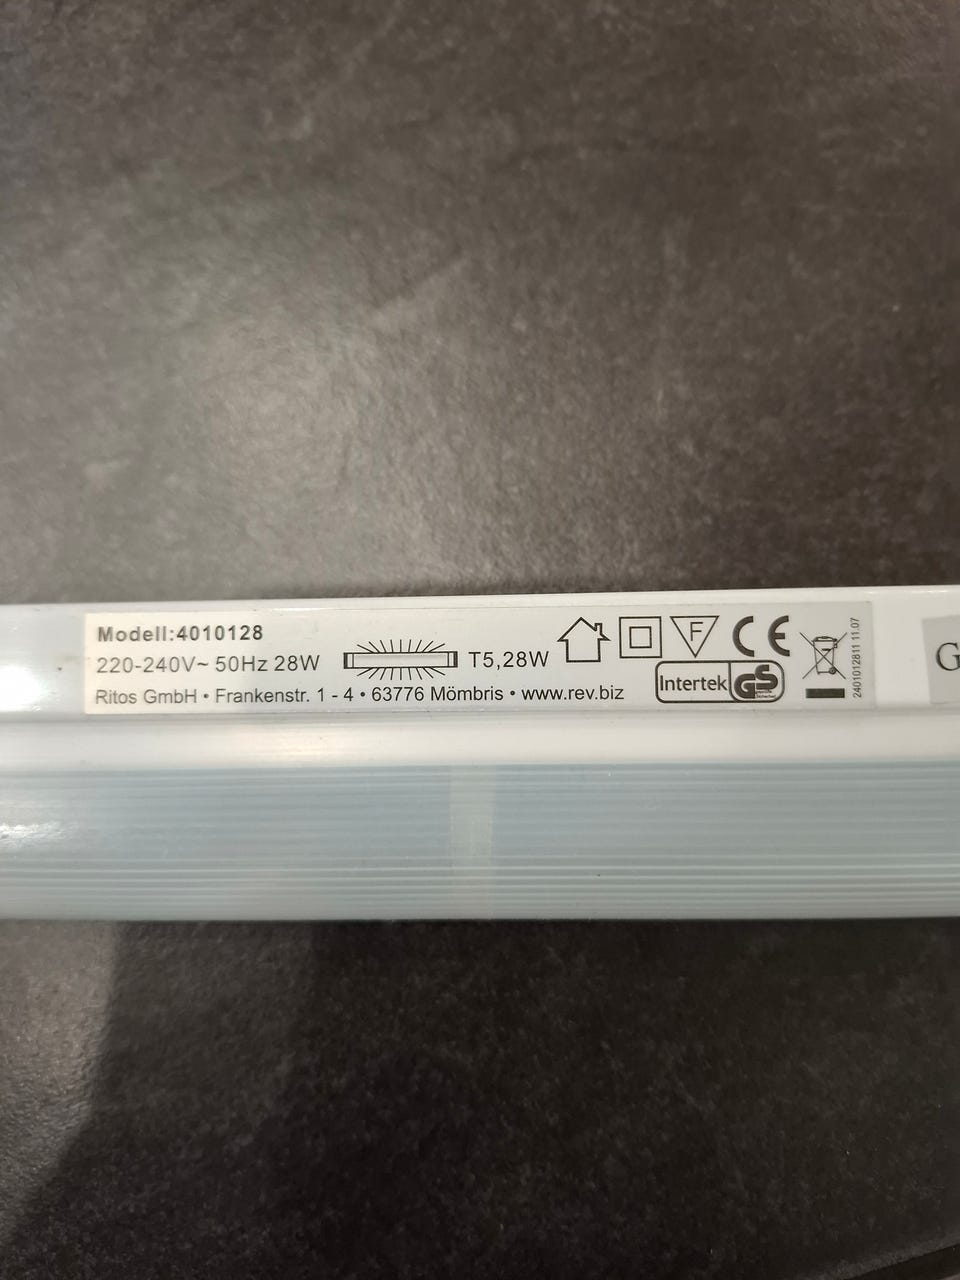 Modell:4010128
220-240V~ 50Hz 28W
T5,28W
F
CE
Ritos GmbH • Frankenstr. 1 - 4 • 63776 Mömbris • www.rev.biz
Intertek
GS
2401012811 11.07
G